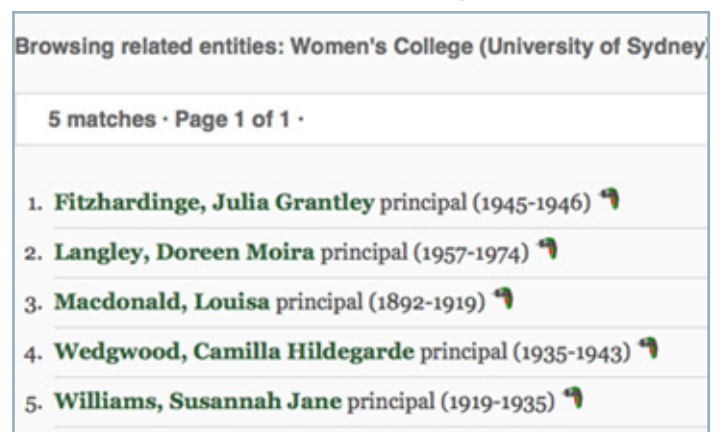 Browsing related entities: Women's College (University of Sydney)
5 matches · Page 1 of 1 ·
1. Fitzhardinge, Julia Grantley principal (1945-1946)
2. Langley, Doreen Moira principal (1957-1974)
3. Macdonald, Louisa principal (1892-1919)
4. Wedgwood, Camilla Hildegarde principal (1935-1943)
5. Williams, Susannah Jane principal (1919-1935)